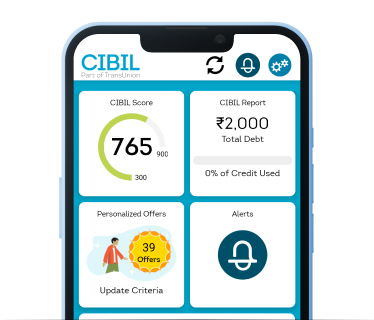 CIBIL
Part of TransUnion
CIBIL Score
765
900
300
CIBIL Report
₹2,000
Total Debt
0% of Credit Used
Personalized Offers
39
Offers
Update Criteria
Alerts